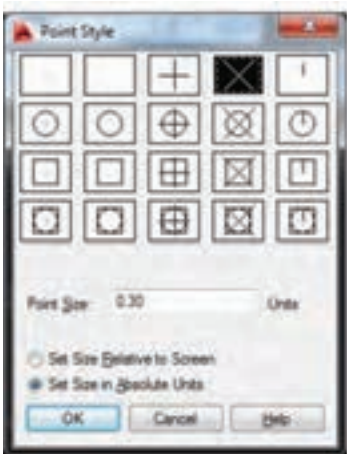 Point Style
Point Size: 0.30 Units
Set Size Relative to Screen
Set Size in Absolute Units
OK Cancel Help